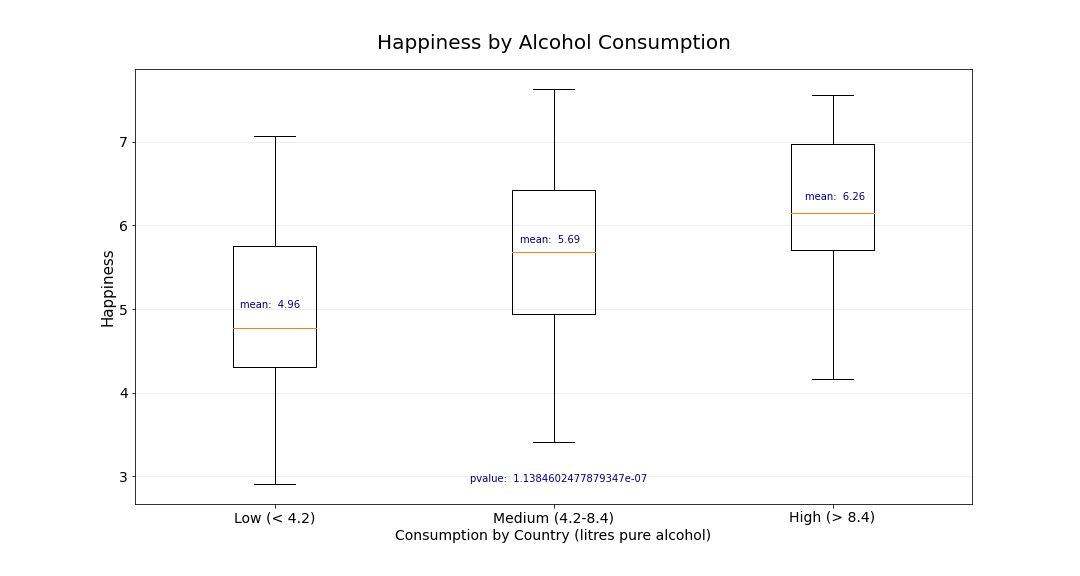 Happiness by Alcohol Consumption
Happiness
7
6
5
4
3
mean: 4.96
mean: 5.69
mean: 6.26
pvalue: 1.1384602477879347e-07
Low (< 4.2)
Medium (4.2-8.4)
High (> 8.4)
Consumption by Country (litres pure alcohol)